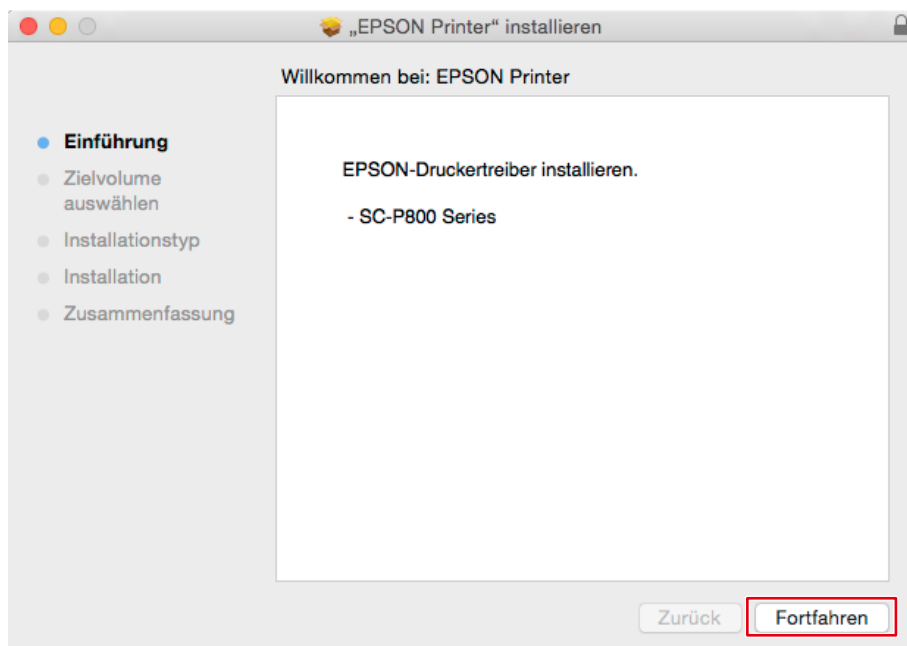 „EPSON Printer“ installieren
Willkommen bei: EPSON Printer
Einführung
Zielvolume
auswählen
Installationstyp
Installation
Zusammenfassung
EPSON-Druckertreiber installieren.
- SC-P800 Series
Zurück
Fortfahren